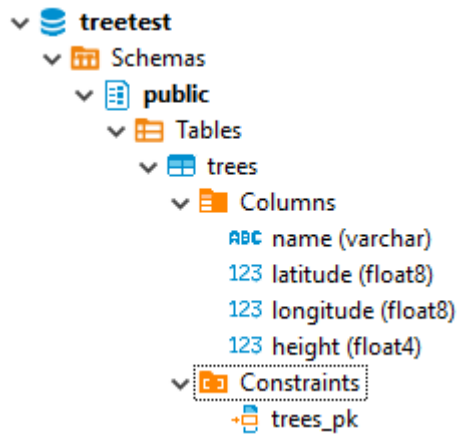 treetest
Schemas
public
Tables
trees
Columns
ABC name (varchar)
123 latitude (float8)
123 longitude (float8)
123 height (float4)
Constraints
trees_pk